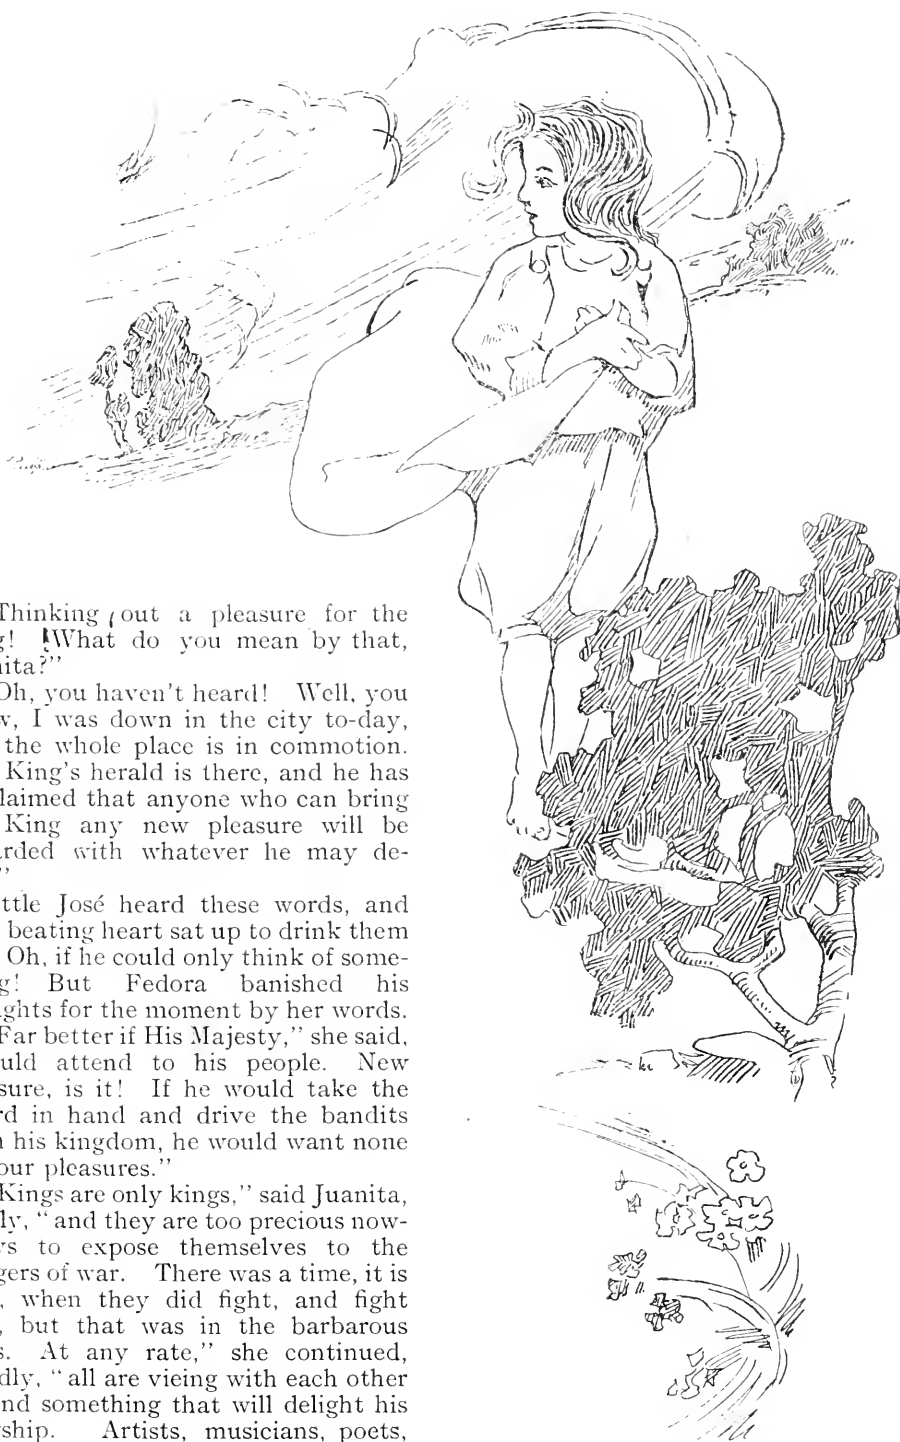 Thinking out a pleasure for the
g! What do you mean by that,
nita?”
Oh, you haven't heard! Well, you
w, I was down in the city to-day,
the whole place is in commotion.
King's herald is there, and he has
laimed that anyone who can bring
King any new pleasure will be
arded with whatever he may de-
”
ttle José heard these words, and
beating heart sat up to drink them
Oh, if he could only think of some-
g! But Fedora banished his
ghts for the moment by her words.
Far better if His Majesty,” she said,
uld attend to his people. New
sure, is it! If he would take the
rd in hand and drive the bandits
n his kingdom, he would want none
our pleasures.”
Kings are only kings,” said Juanita,
ly, “and they are too precious now-
s to expose themselves to the
gers of war. There was a time, it is
, when they did fight, and fight
, but that was in the barbarous
s. At any rate,” she continued,
dly, “all are vieing with each other
nd something that will delight his
ship. Artists, musicians, poets,